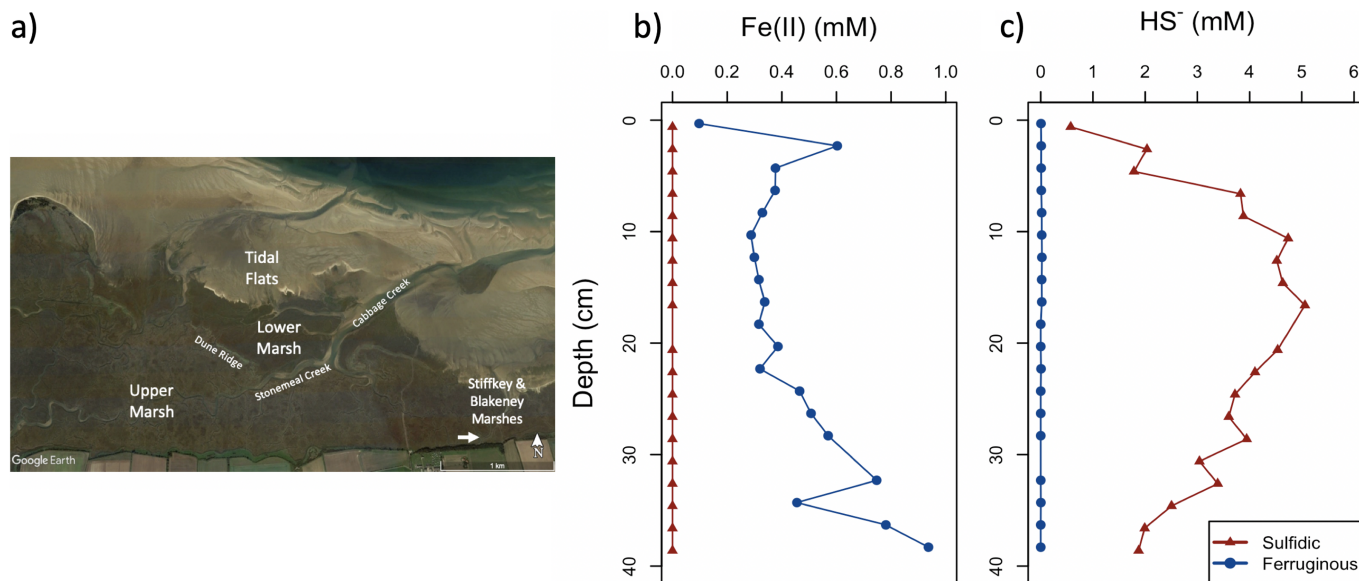 a)
Tidal
Flats
Cabbage Creek
Lower
Marsh
Dune Ridge
Stonemeal Creek
Upper
Marsh
Stiffkey &
Blakeney
Marshes
N
Google Earth
1 km
b)
Fe(II) (mM)
0.0 0.2 0.4 0.6 0.8 1.0
Depth (cm)
0
10
20
30
40
c)
HS⁻ (mM)
0 1 2 3 4 5 6
0
10
20
30
40
Sulfidic
Ferruginous